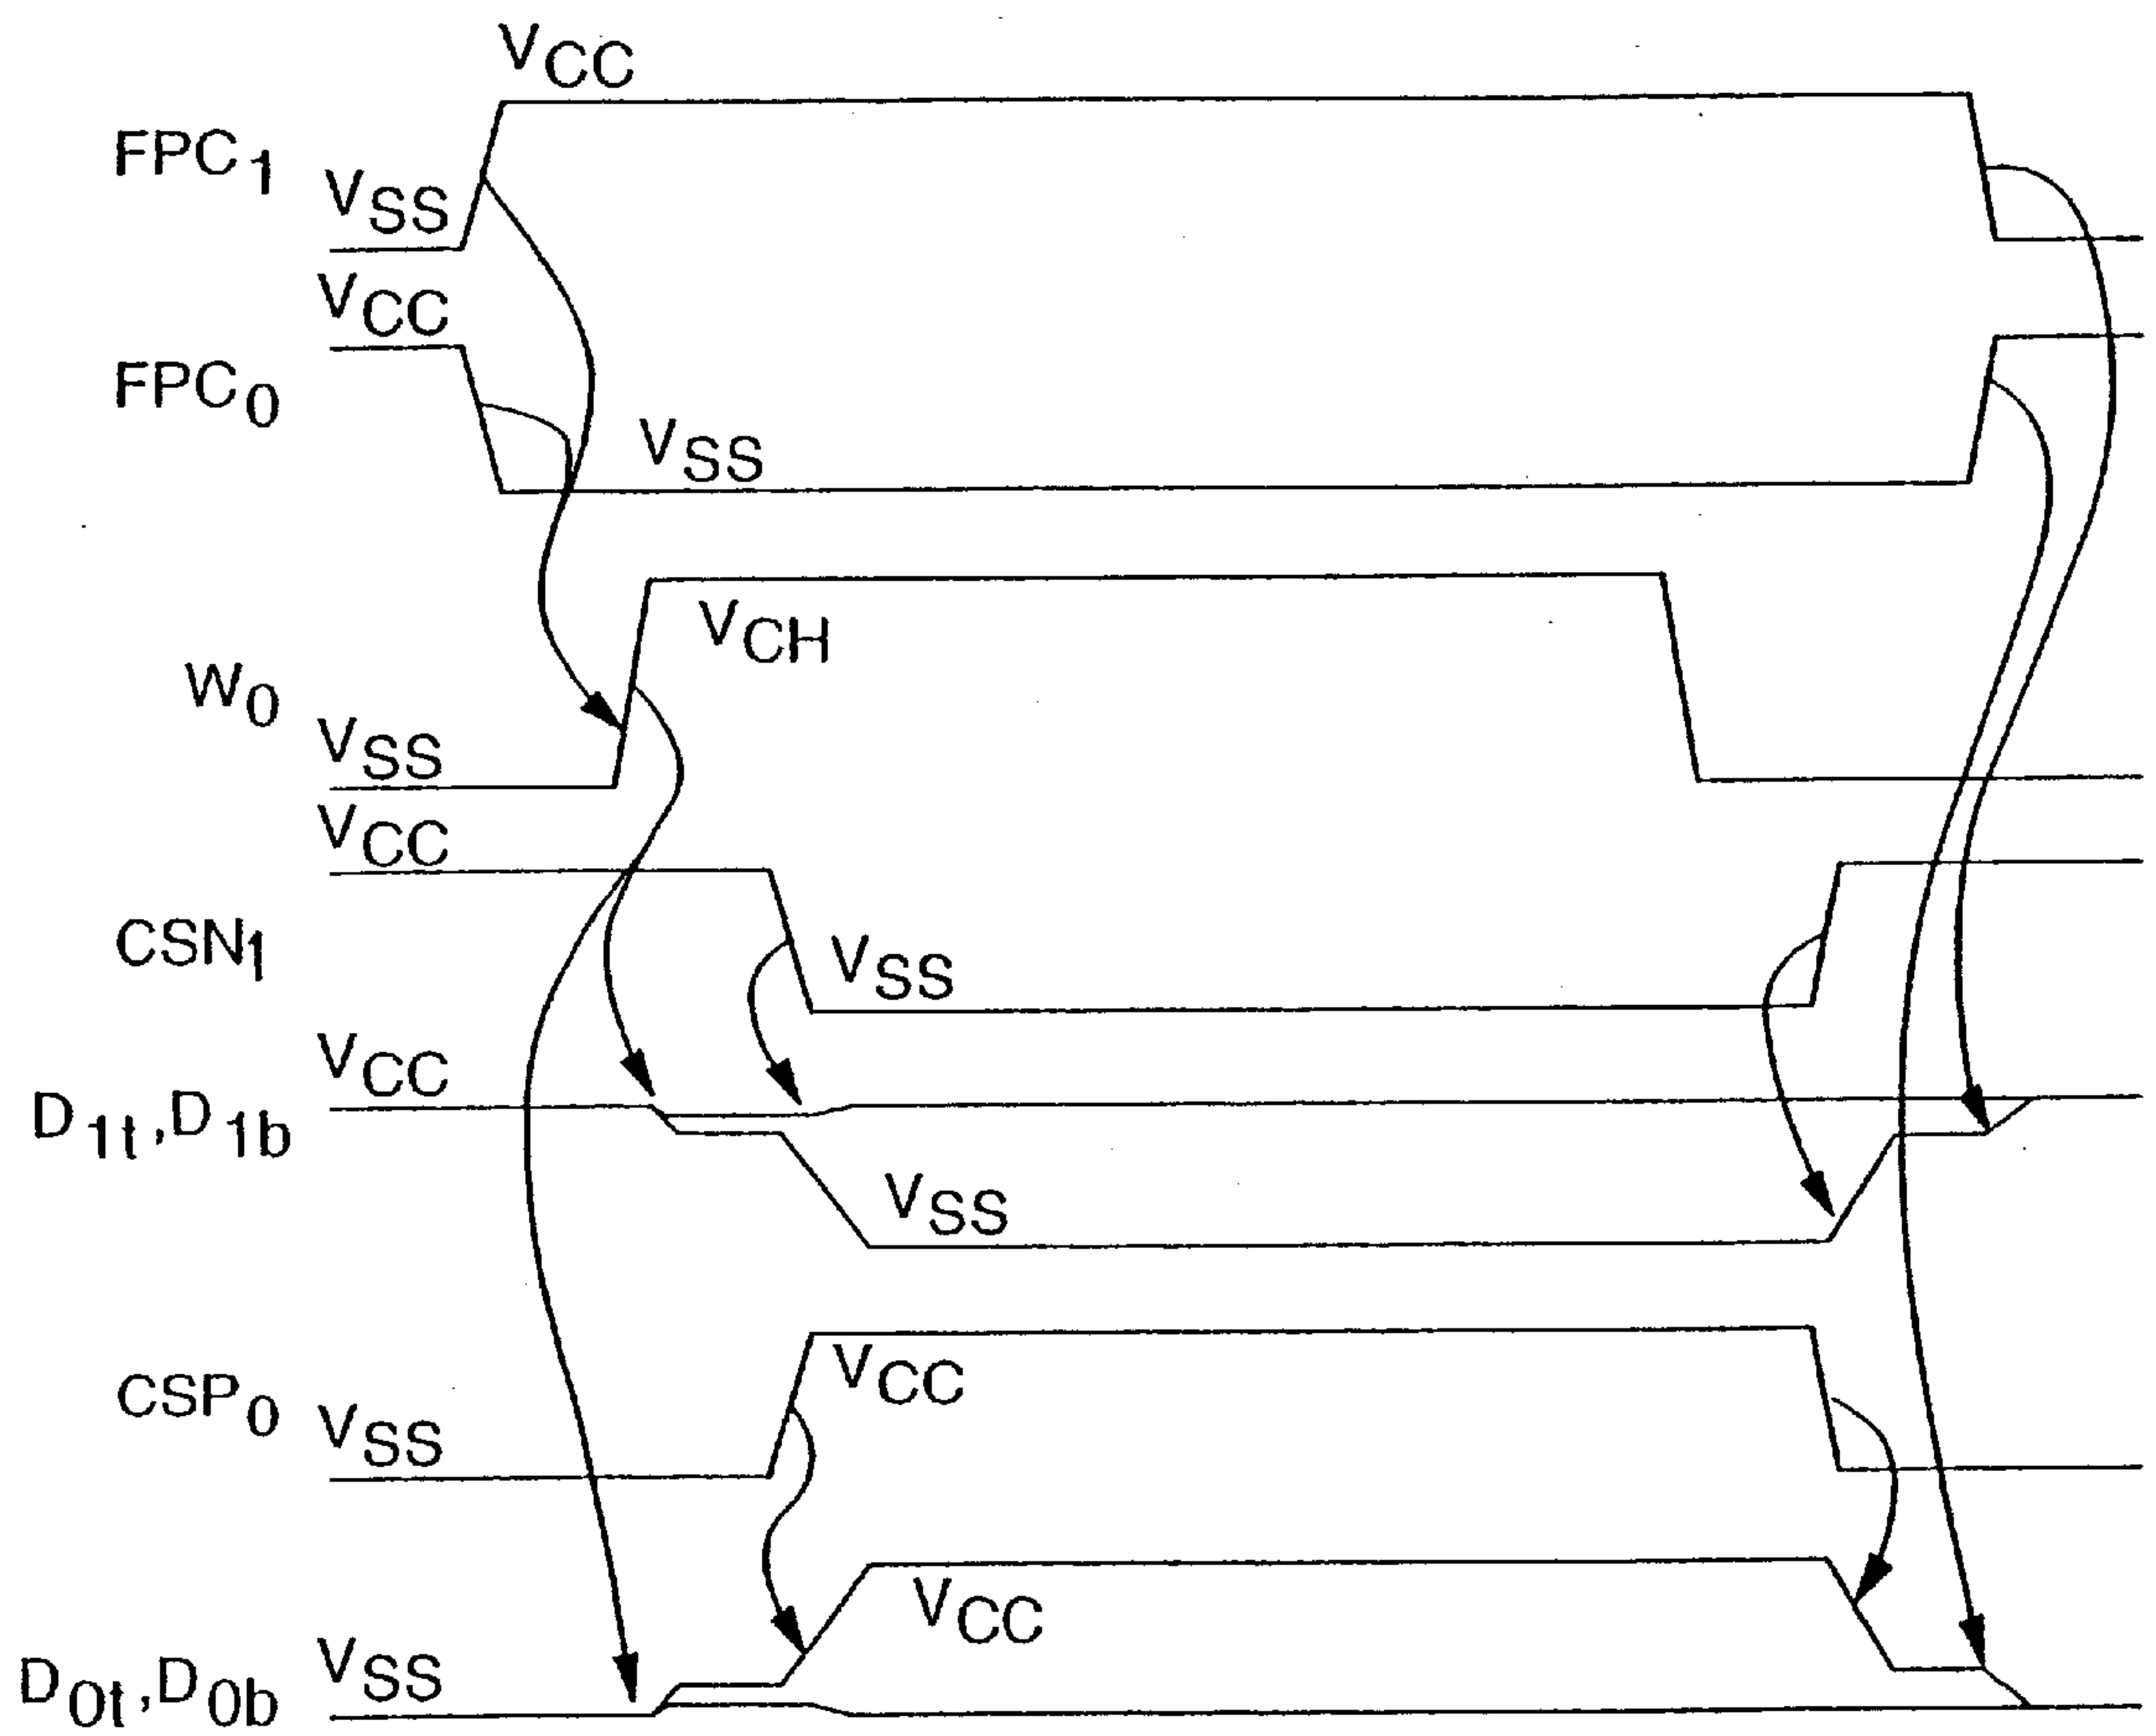 VCC
FPC1
VSS
VCC
FPC0
VSS
VCH
W0
VSS
VCC
CSN1
VSS
VCC
D1t,D1b
VSS
VCC
CSP0
VSS
VCC
VSS
D0t,D0b